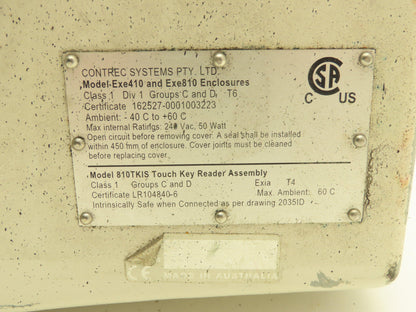 CONTREC SYSTEMS PTY. LTD.
Model-Exe410 and Exe810 Enclosures
Class 1 Div 1 Groups C and D T6
Certificate 162527-0001003223
Ambient: - 40 C to +60 C
Max internal Ratings: 240 Vac, 50 Watt
Open circuit before removing cover. A seal shall be installed
within 450 mm of enclosure. Cover joints must be cleaned
before replacing cover.
CSA
C US
Model 810TKIS Touch Key Reader Assembly
Class 1 Groups C and D Exia T4
Certificate LR104840-6 Max. Ambient: 60 C
Intrinsically Safe when Connected as per drawing 2035ID
CE MADE IN AUSTRALIA